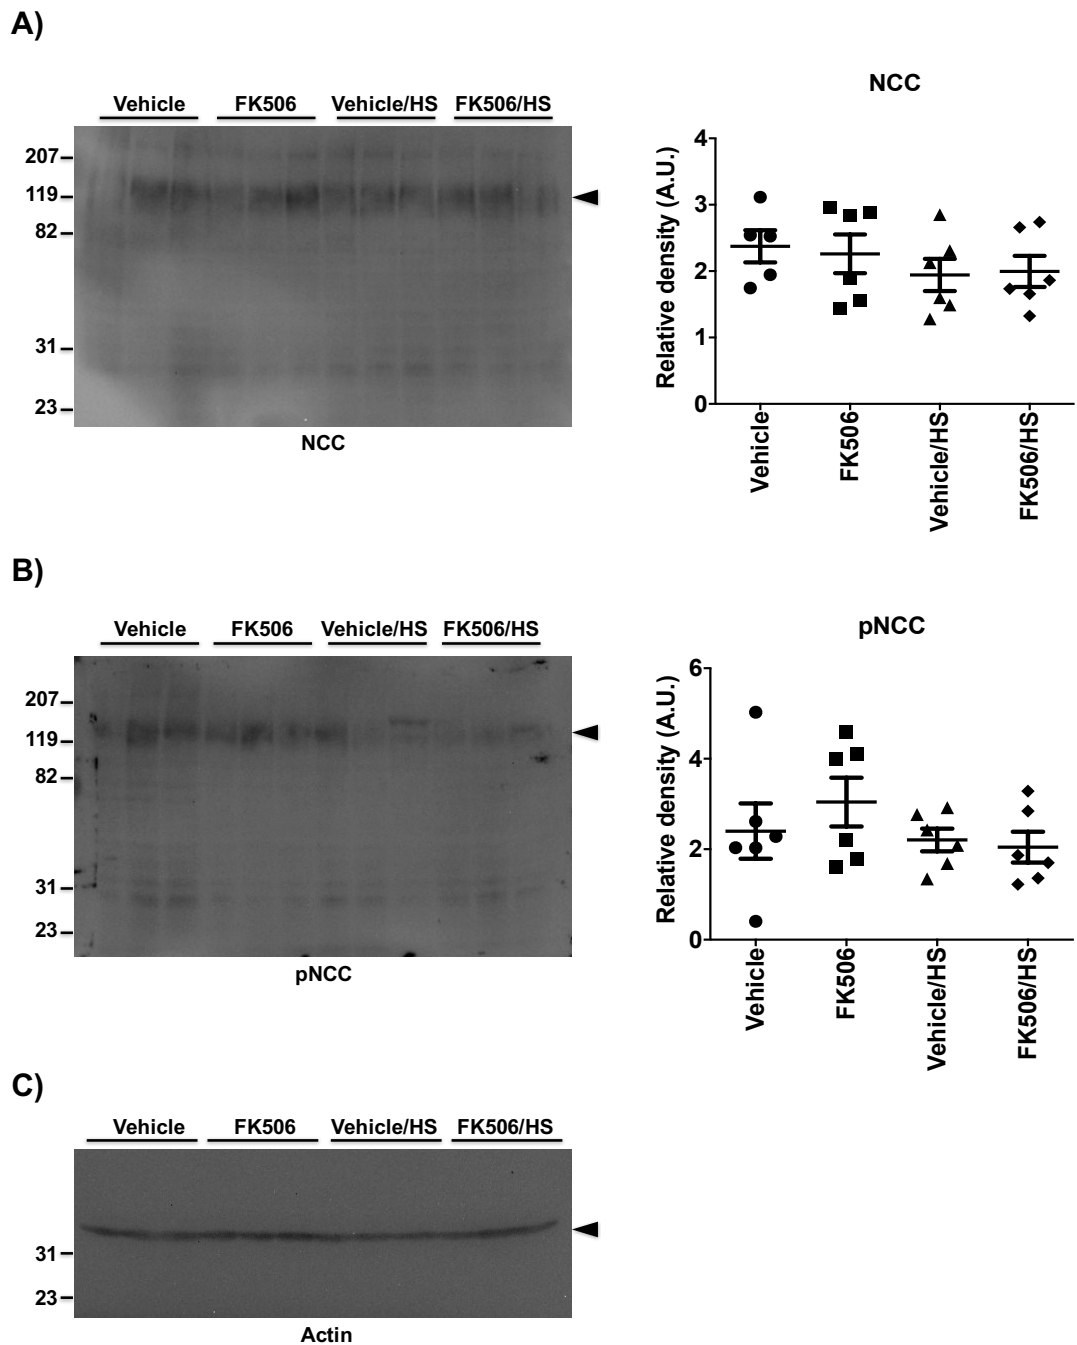 A)
Vehicle FK506 Vehicle/HS FK506/HS
207
119
82
31
23
NCC
NCC
Relative density (A.U.)
4
3
2
1
0
Vehicle
FK506
Vehicle/HS
FK506/HS
B)
Vehicle FK506 Vehicle/HS FK506/HS
207
119
82
31
23
pNCC
pNCC
Relative density (A.U.)
6
4
2
0
Vehicle
FK506
Vehicle/HS
FK506/HS
C)
Vehicle FK506 Vehicle/HS FK506/HS
31
23
Actin